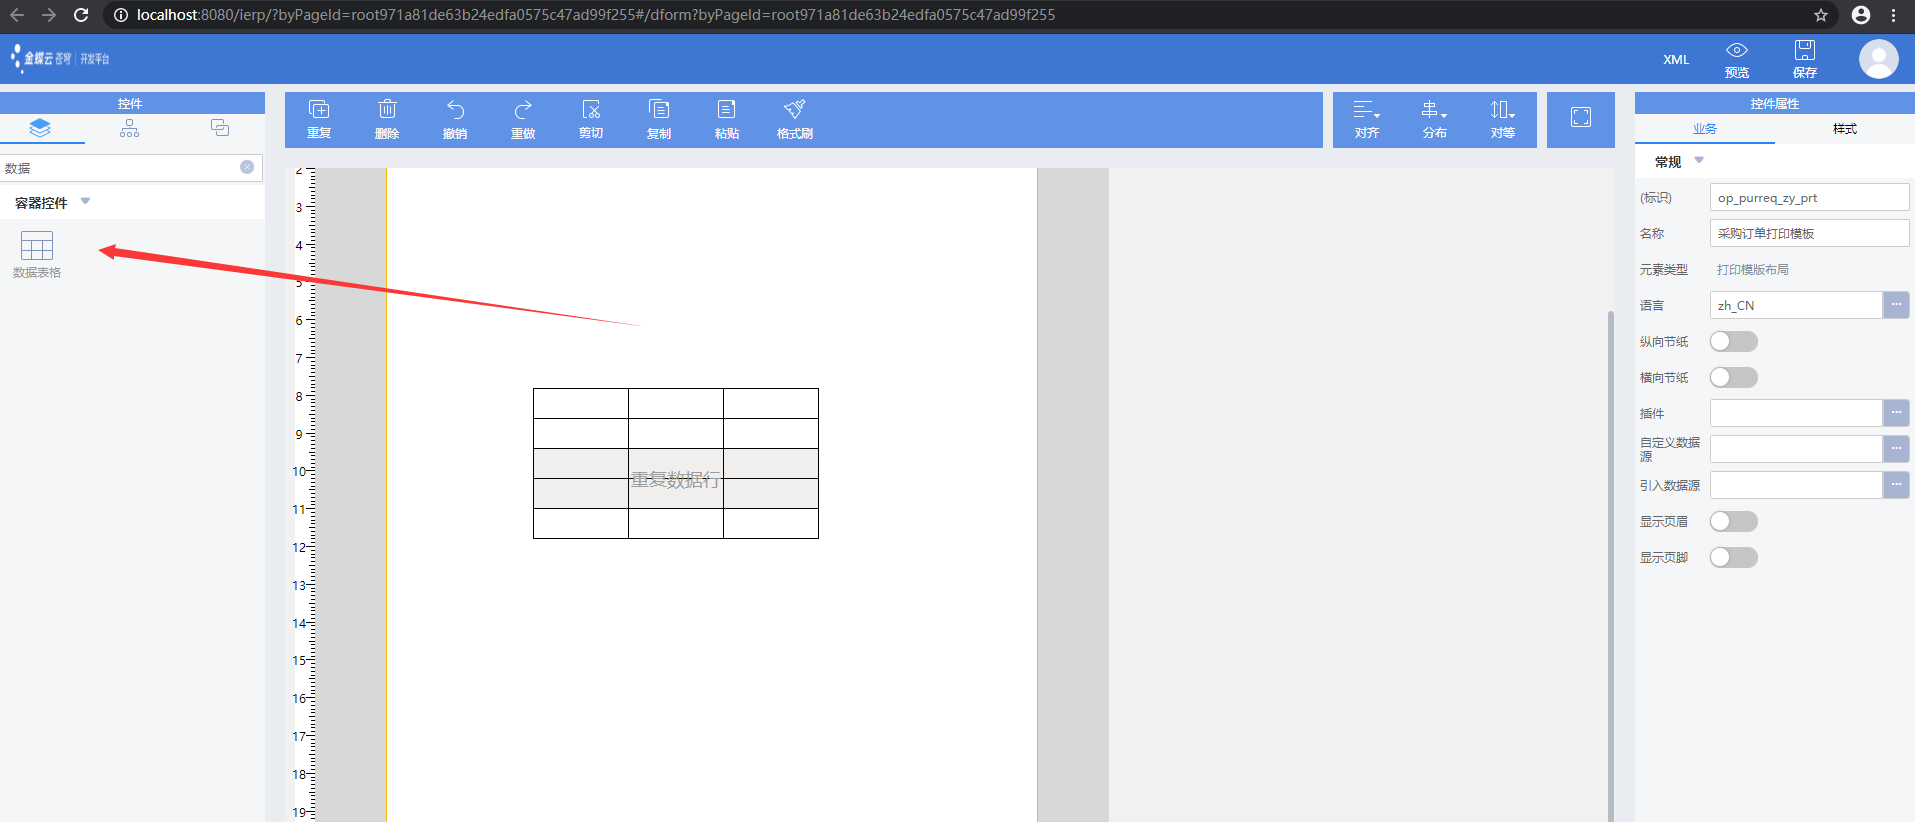 localhost:8080/ierp/?byPageId=root971a81de63b24edfa0575c47ad99f255#/dform?byPageId=root971a81de63b24edfa0575c47ad99f255
金蝶云 苍穹 | 开发平台
XML
预览
保存
控件
数据
容器控件
数据表格
重复
删除
撤销
重做
剪切
复制
粘贴
格式刷
对齐
分布
对等
2
3
4
5
6
7
8
9
10
11
12
13
14
15
16
17
18
19
重复数据行
控件属性
业务
样式
常规
(标识) op_purreq_zy_prt
名称 采购订单打印模板
元素类型 打印模版布局
语言 zh_CN ...
纵向节纸
横向节纸
插件 ...
自定义数据
源 ...
引入数据源 ...
显示页眉
显示页脚